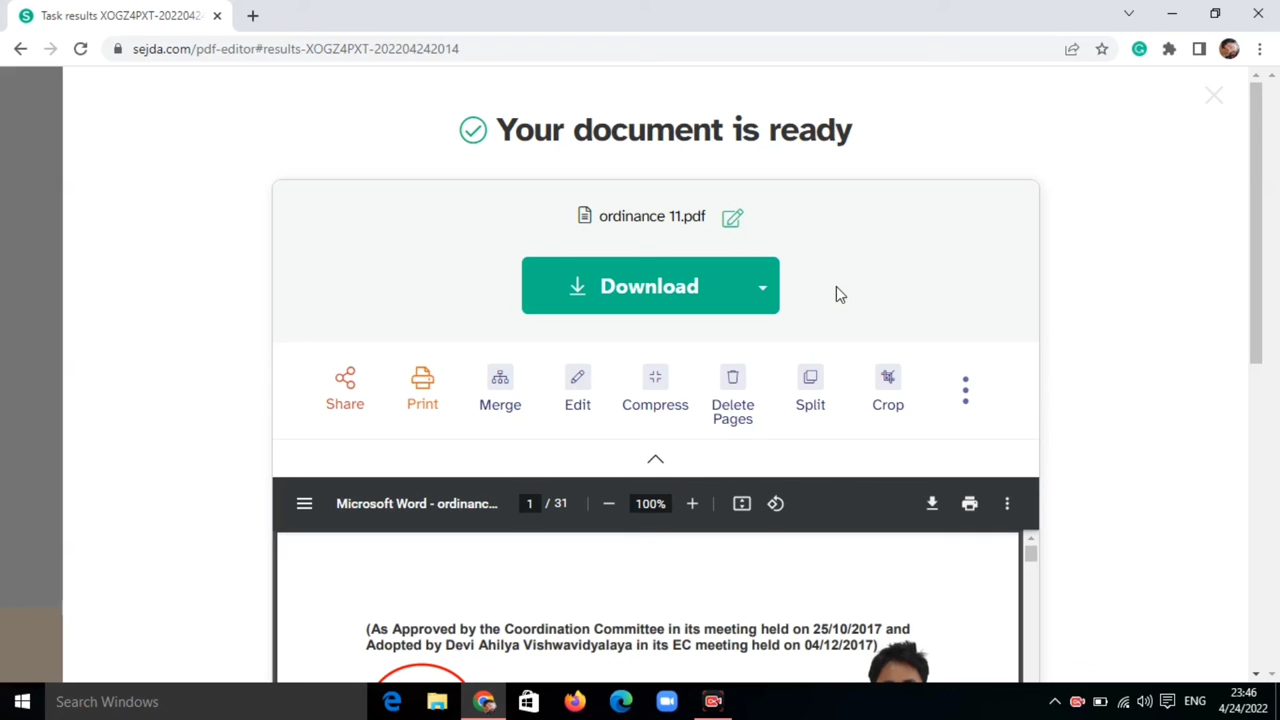 Task results XOGZ4PXT-2022042
sejda.com/pdf-editor#results-XOGZ4PXT-202204242014
Your document is ready
ordinance 11.pdf
Download
Share
Print
Merge
Edit
Compress
Delete
Pages
Split
Crop
Microsoft Word - ordinanc...
1 / 31
100%
(As Approved by the Coordination Committee in its meeting held on 25/10/2017 and
Adopted by Devi Ahilya Vishwavidyalaya in its EC meeting held on 04/12/2017)
Search Windows
ENG
23:46
4/24/2022